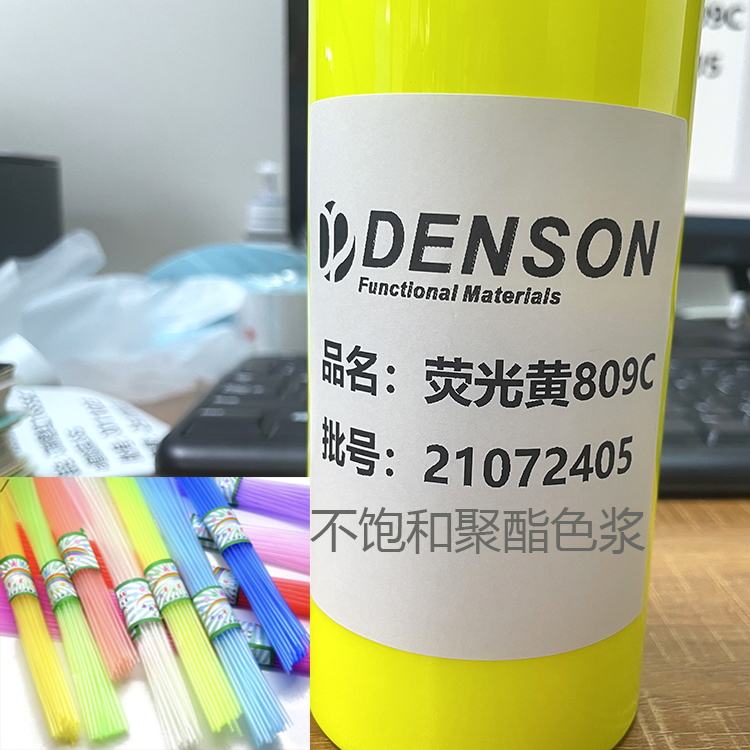 09C
DENSON
Functional Materials
品名：荧光黄809C
批号：21072405
不饱和聚酯色浆